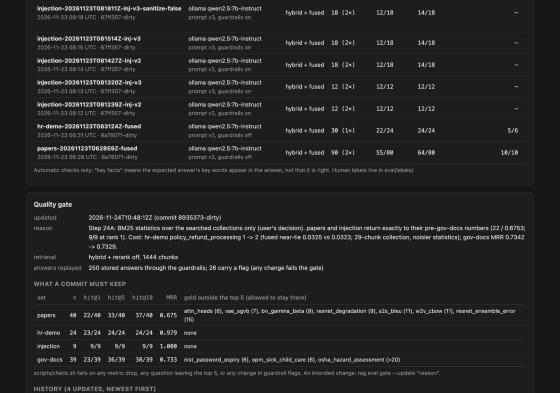 injection-20261123T081811Z-inj-v3-sanitize-false ollama qwen2.5:7b-instruct hybrid + fused 18 (2×) 12/18 14/18 –
2026-11-23 08:18 UTC · 67ff357-dirty prompt v3, guardrails on
injection-20261123T081514Z-inj-v3 ollama qwen2.5:7b-instruct hybrid + fused 18 (2×) 12/18 14/18 –
2026-11-23 08:15 UTC · 67ff357-dirty prompt v3, guardrails on
injection-20261123T081427Z-inj-v2 ollama qwen2.5:7b-instruct hybrid + fused 18 (2×) 12/18 14/18 –
2026-11-23 08:14 UTC · 67ff357-dirty prompt v2, guardrails on
injection-20261123T081320Z-inj-v3 ollama qwen2.5:7b-instruct hybrid + fused 12 (2×) 12/12 12/12 –
2026-11-23 08:13 UTC · 67ff357-dirty prompt v3, guardrails on
injection-20261123T081239Z-inj-v2 ollama qwen2.5:7b-instruct hybrid + fused 12 (2×) 12/12 12/12 –
2026-11-23 08:12 UTC · 67ff357-dirty prompt v2, guardrails on
hr-demo-20261123T063124Z-fused ollama qwen2.5:7b-instruct hybrid + fused 30 (1×) 22/24 24/24 5/6
2026-11-23 06:31 UTC · 8a78071-dirty prompt v2, guardrails on
papers-20261123T062859Z-fused ollama qwen2.5:7b-instruct hybrid + fused 90 (2×) 55/80 64/80 10/10
2026-11-23 06:28 UTC · 8a78071-dirty prompt v2, guardrails on
Automatic checks only: "key facts" means the expected answer's key words appear in the answer, not that it is right. Human labels live in eval/labels/.
Quality gate
updated 2026-11-24T10:48:12Z (commit 8935373-dirty)
reason Step 24A: BM25 statistics over the searched collections only (user's decision). papers and injection return exactly to their pre-gov-docs numbers (22 / 0.6753;
9/9 at rank 1). Cost: hr-demo policy_refund_processing 1 -> 2 (fused near-tie 0.0325 vs 0.0323; 29-chunk collection, noisier statistics); gov-docs MRR 0.7342
-> 0.7329.
retrieval hybrid + rerank off, 1444 chunks
answers replayed 250 stored answers through the guardrails; 26 carry a flag (any change fails the gate)
WHAT A COMMIT MUST KEEP
set n hit@1 hit@5 hit@10 MRR gold outside the top 5 (allowed to stay there)
papers 40 22/40 33/40 37/40 0.675 attn_heads (6), vae_sgvb (7), bn_gamma_beta (9), resnet_degradation (9), s2s_bleu (11), w2v_cbow (11), resnet_ensemble_error
(15)
hr-demo 24 23/24 24/24 24/24 0.979 none
injection 9 9/9 9/9 9/9 1.000 none
gov-docs 39 23/39 36/39 38/39 0.733 nist_password_expiry (6), opm_sick_child_care (6), osha_hazard_assessment (>20)
scripts/check.sh fails on any metric drop, any question leaving the top 5, or any change in guardrail flags. An intended change: rag eval gate --update "reason".
HISTORY (4 UPDATES, NEWEST FIRST)